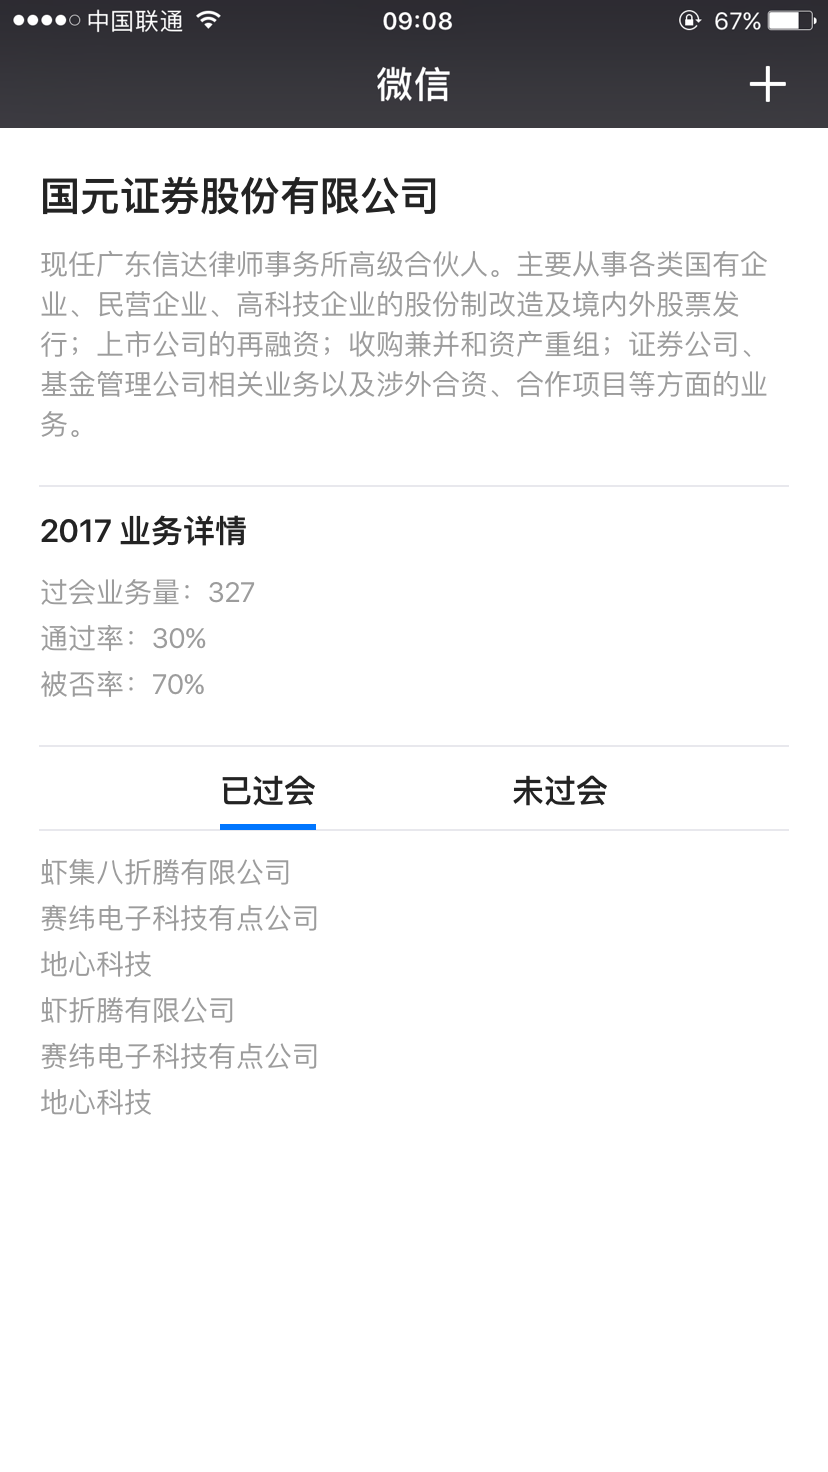 中国联通 09:08 67%
微信
国元证券股份有限公司
现任广东信达律师事务所高级合伙人。主要从事各类国有企
业、民营企业、高科技企业的股份制改造及境内外股票发
行；上市公司的再融资；收购兼并和资产重组；证券公司、
基金管理公司相关业务以及涉外合资、合作项目等方面的业
务。
2017 业务详情
过会业务量：327
通过率：30%
被否率：70%
已过会 未过会
虾集八折腾有限公司
赛纬电子科技有点公司
地心科技
虾折腾有限公司
赛纬电子科技有点公司
地心科技